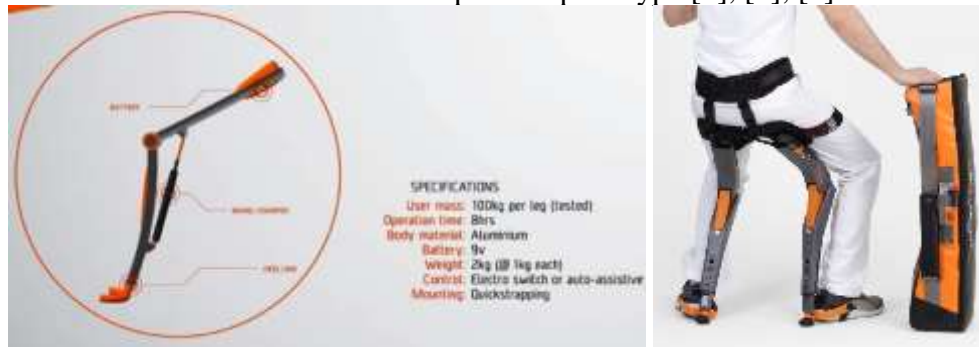 BATTERY
SPECIFICATIONS
User mass: 100kg per leg (tested)
Operation time: 8hrs
Body material: Aluminium
Battery: 9v
Weight: 2kg (@ 1kg each)
Control: Electro switch or auto-assistive
Mounting: Quickstrapping